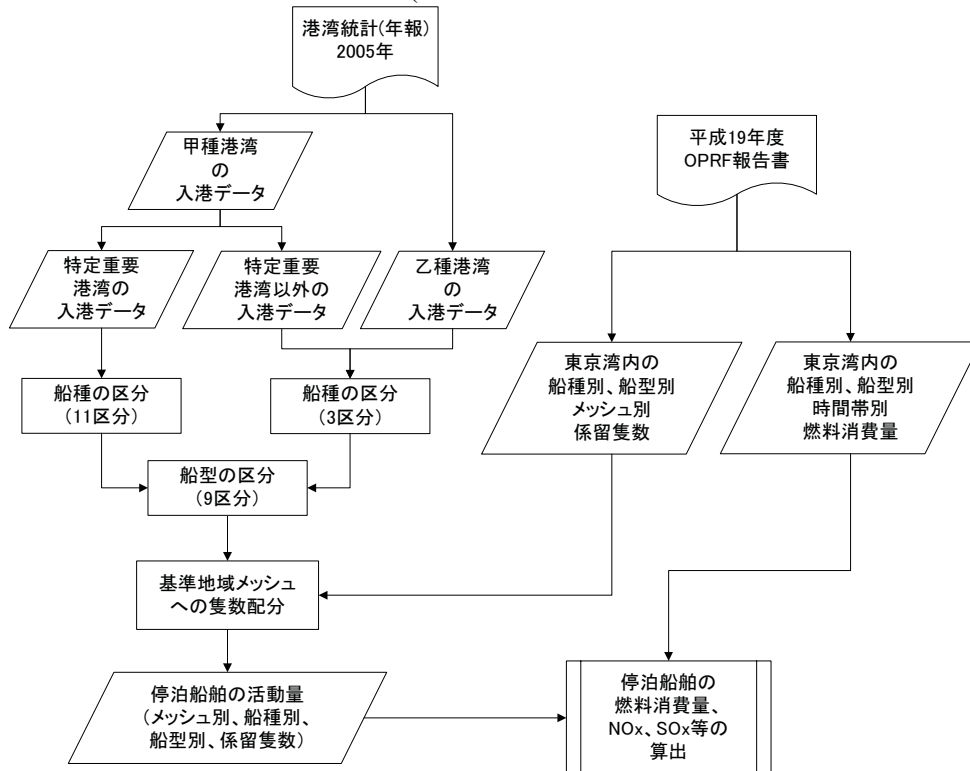 港湾統計(年報)
2005年
甲種港湾
の
入港データ
平成19年度
OPRF報告書
特定重要
港湾の
入港データ
特定重要
港湾以外の
入港データ
乙種港湾
の
入港データ
東京湾内の
船種別、船型別
メッシュ別
係留隻数
東京湾内の
船種別、船型別
時間帯別
燃料消費量
船種の区分
(11区分)
船種の区分
(3区分)
船型の区分
(9区分)
基準地域メッシュ
への隻数配分
停泊船舶の活動量
(メッシュ別、船種別、
船型別、係留隻数)
停泊船舶の
燃料消費量、
NOx、SOx等の
算出